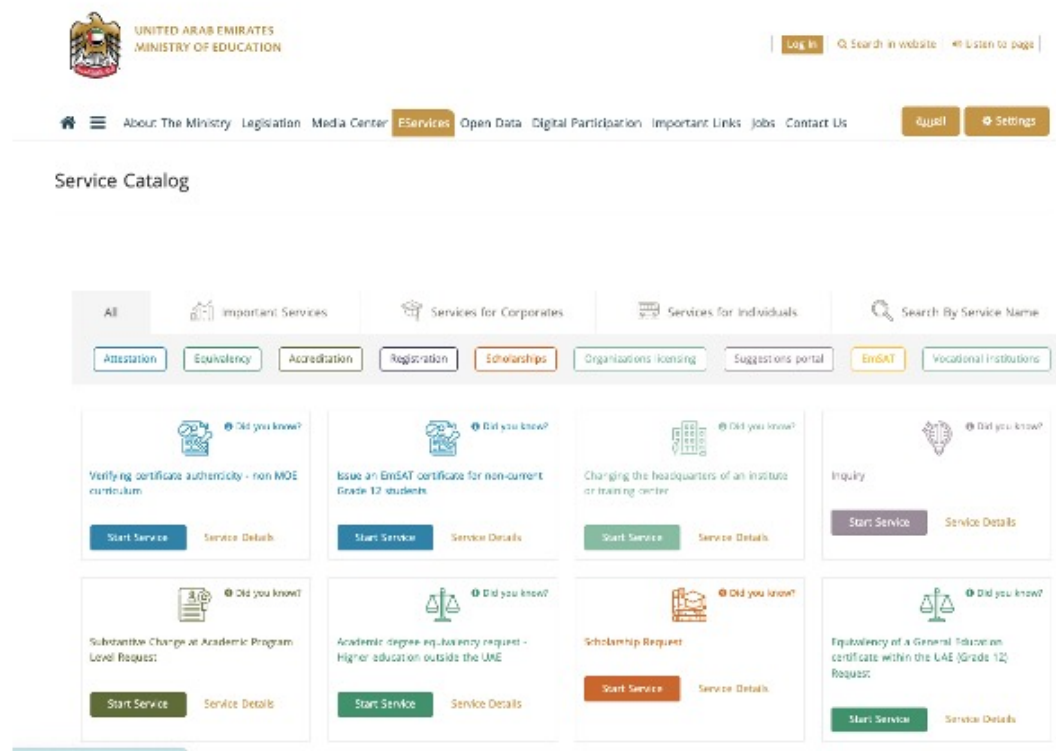 UNITED ARAB EMIRATES
MINISTRY OF EDUCATION
Log In
Search in website
Listen to page
About The Ministry Legislation Media Center EServices Open Data Digital Participation Important Links Jobs Contact Us
العربية
Settings
Service Catalog
All
Important Services
Services for Corporates
Services for Individuals
Search By Service Name
Attestation
Equivalency
Accreditation
Registration
Scholarships
Organizations licensing
Suggestions portal
EmSAT
Vocational institutions
Did you know?
Verifying certificate authenticity - non MOE
curriculum
Start Service
Service Details
Did you know?
Issue an EmSAT certificate for non-current
Grade 12 students
Start Service
Service Details
Did you know?
Changing the headquarters of an institute
or training center
Start Service
Service Details
Did you know?
Inquiry
Start Service
Service Details
Did you know?
Substantive Change at Academic Program
Level Request
Start Service
Service Details
Did you know?
Academic degree equivalency request -
Higher education outside the UAE
Start Service
Service Details
Did you know?
Scholarship Request
Start Service
Service Details
Did you know?
Equivalency of a General Education
certificate within the UAE (Grade 12)
Request
Start Service
Service Details